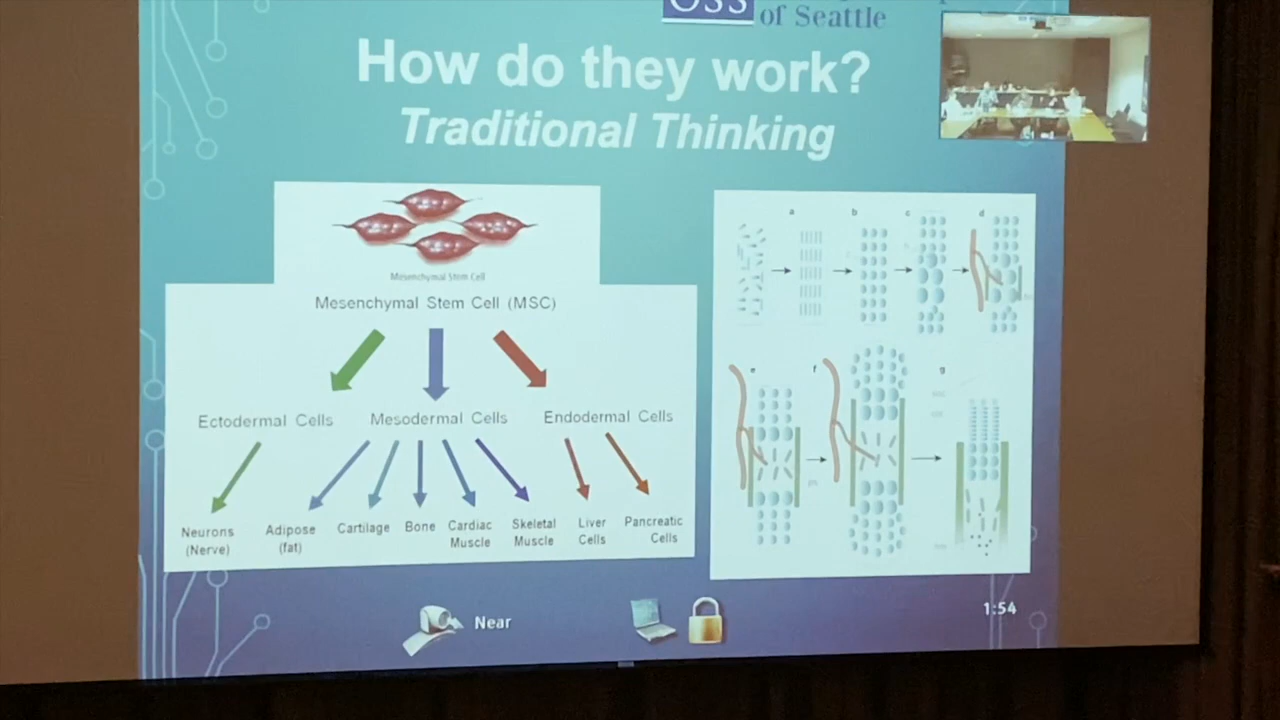 OSS
of Seattle
How do they work?
Traditional Thinking
Mesenchymal Stem Cell
Mesenchymal Stem Cell (MSC)
Ectodermal Cells
Mesodermal Cells
Endodermal Cells
Neurons
(Nerve)
Adipose
(fat)
Cartilage
Bone
Cardiac
Muscle
Skeletal
Muscle
Liver
Cells
Pancreatic
Cells
a
b
c
d
e
f
g
Near
1:54